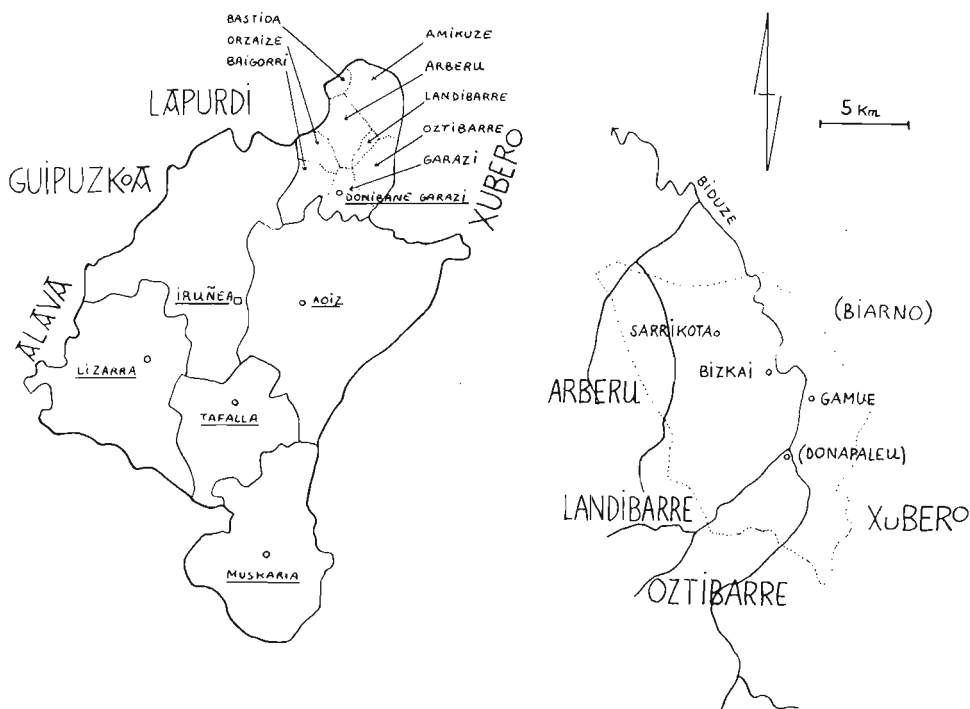 BASTIDA
ORZAIZE
BAIGORRI
AMIKUZE
ARBERU
LANDIBARRE
OZTIBARRE
GARAZI
DONIBANE GARAZI
LAPURDI
GUIPUZKOA
ALAVA
XUBERO
IRUÑEA
AOIZ
LIZARRA
TAFALLA
MUSKARIA
5 Km
BIDUZE
(BIARNO)
SARRIKOTA
BIZKAI
GAMUE
(DONAPALEU)
ARBERU
LANDIBARRE
XUBERO
OZTIBARRE